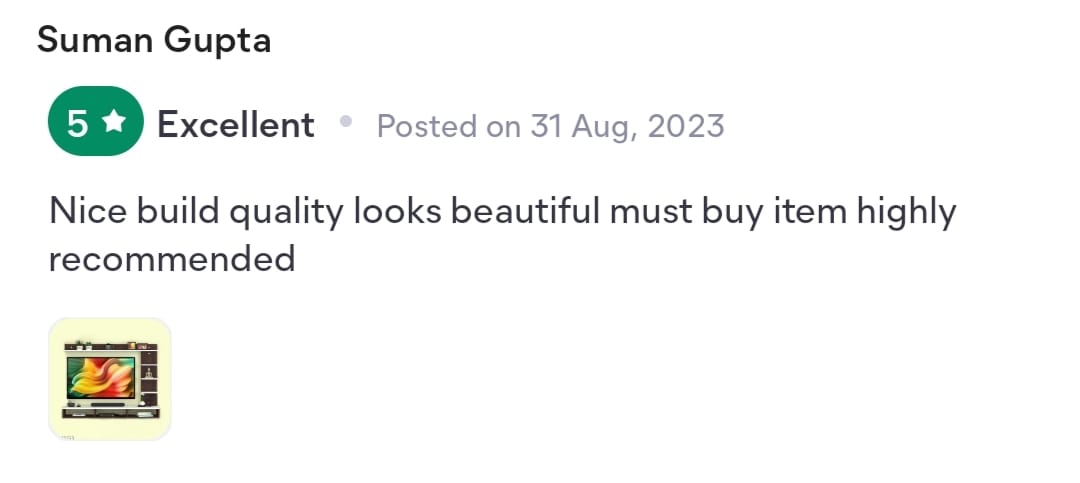 Suman Gupta
5 ★ Excellent • Posted on 31 Aug, 2023
Nice build quality looks beautiful must buy item highly
recommended